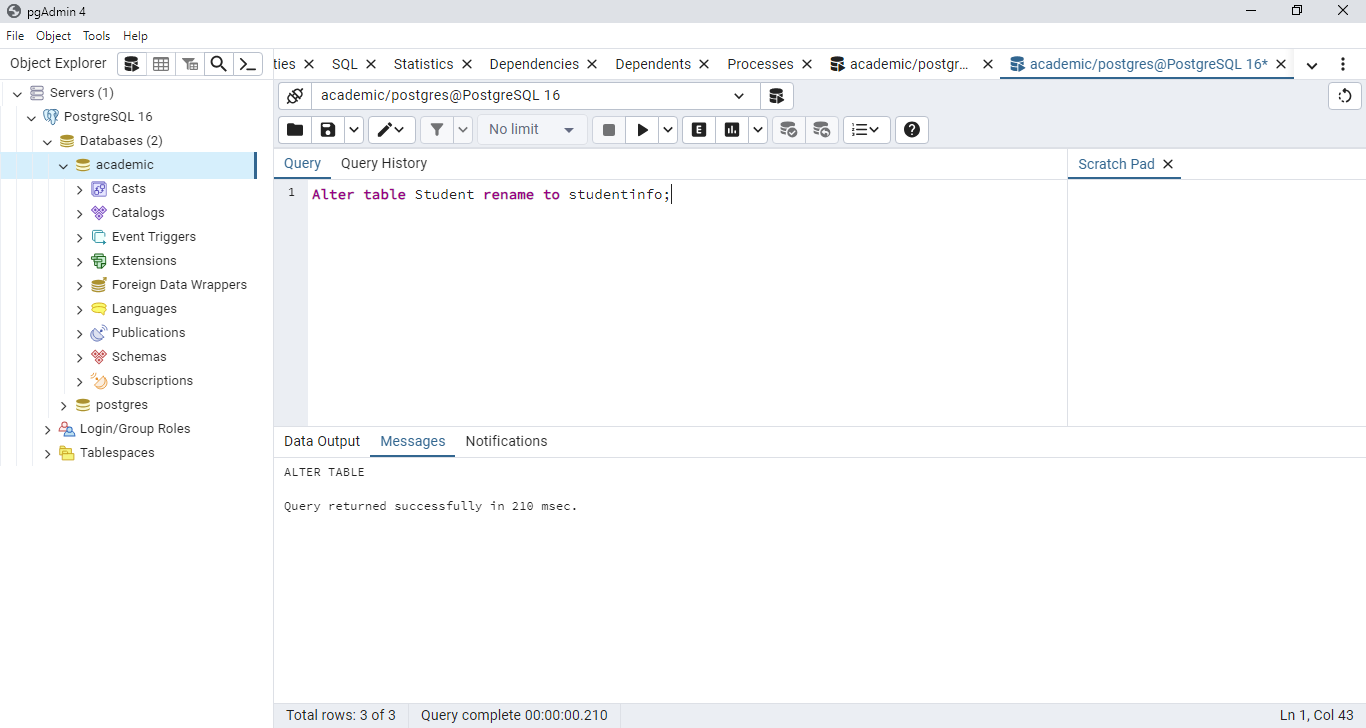 pgAdmin 4
File Object Tools Help
Object Explorer
ties SQL Statistics Dependencies Dependents Processes academic/postgr... academic/postgres@PostgreSQL 16*
Servers (1)
PostgreSQL 16
Databases (2)
academic
Casts
Catalogs
Event Triggers
Extensions
Foreign Data Wrappers
Languages
Publications
Schemas
Subscriptions
postgres
Login/Group Roles
Tablespaces
academic/postgres@PostgreSQL 16
No limit
E
Query Query History
Scratch Pad
1 Alter table Student rename to studentinfo;
Data Output Messages Notifications
ALTER TABLE
Query returned successfully in 210 msec.
Total rows: 3 of 3 Query complete 00:00:00.210 Ln 1, Col 43